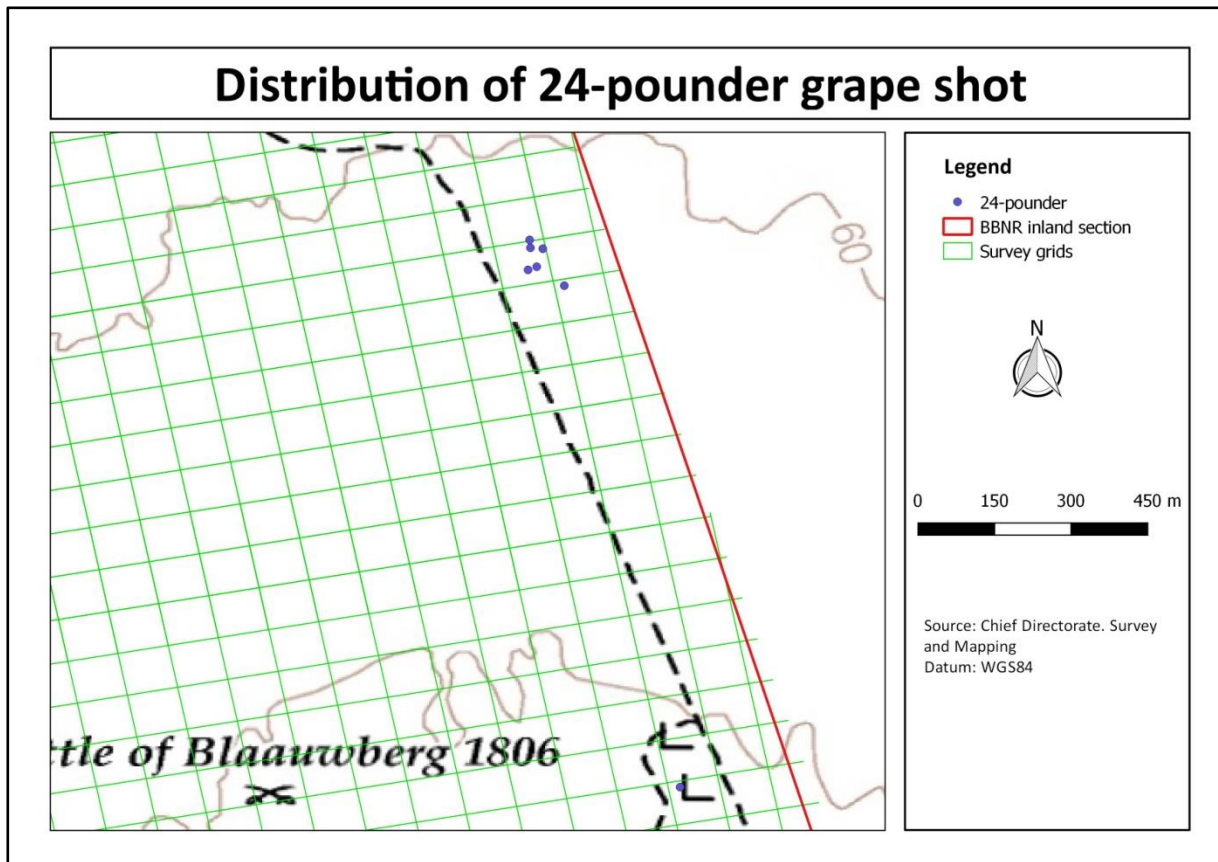 Distribution of 24-pounder grape shot
60
ttle of Blaauwberg 1806
Legend
24-pounder
BBNR inland section
Survey grids
N
0 150 300 450 m
Source: Chief Directorate. Survey
and Mapping
Datum: WGS84